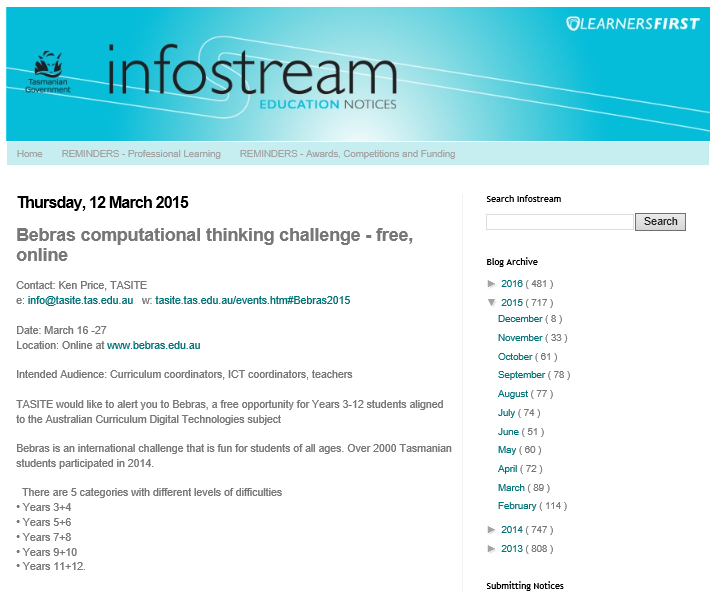 LEARNERSFIRST
Tasmanian
Government
infostream
EDUCATION NOTICES
Home REMINDERS - Professional Learning REMINDERS - Awards, Competitions and Funding
Thursday, 12 March 2015
Bebras computational thinking challenge - free,
online
Contact: Ken Price, TASITE
e: info@tasite.tas.edu.au w: tasite.tas.edu.au/events.htm#Bebras2015
Date: March 16 -27
Location: Online at www.bebras.edu.au
Intended Audience: Curriculum coordinators, ICT coordinators, teachers
TASITE would like to alert you to Bebras, a free opportunity for Years 3-12 students aligned
to the Australian Curriculum Digital Technologies subject
Bebras is an international challenge that is fun for students of all ages. Over 2000 Tasmanian
students participated in 2014.
There are 5 categories with different levels of difficulties
• Years 3+4
• Years 5+6
• Years 7+8
• Years 9+10
• Years 11+12.
Search Infostream
Search
Blog Archive
► 2016 ( 481 )
▼ 2015 ( 717 )
December ( 8 )
November ( 33 )
October ( 61 )
September ( 78 )
August ( 77 )
July ( 74 )
June ( 51 )
May ( 60 )
April ( 72 )
March ( 89 )
February ( 114 )
► 2014 ( 747 )
► 2013 ( 808 )
Submitting Notices